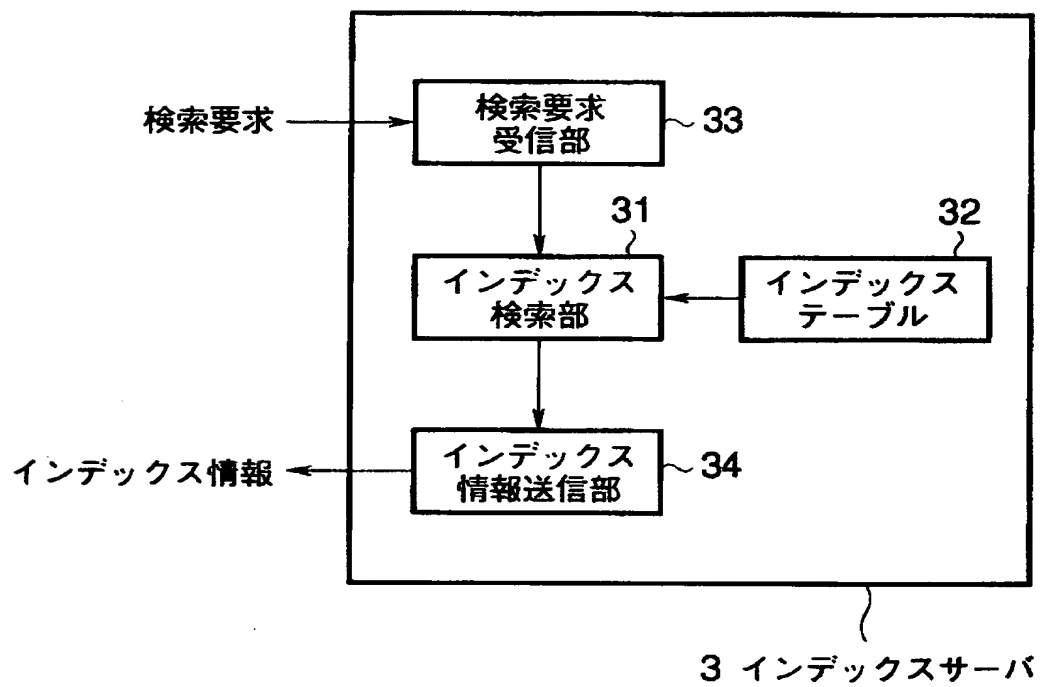 検索要求
検索要求
受信部
33
31
32
インデックス
検索部
インデックス
テーブル
インデックス情報
インデックス
情報送信部
34
3 インデックスサーバ